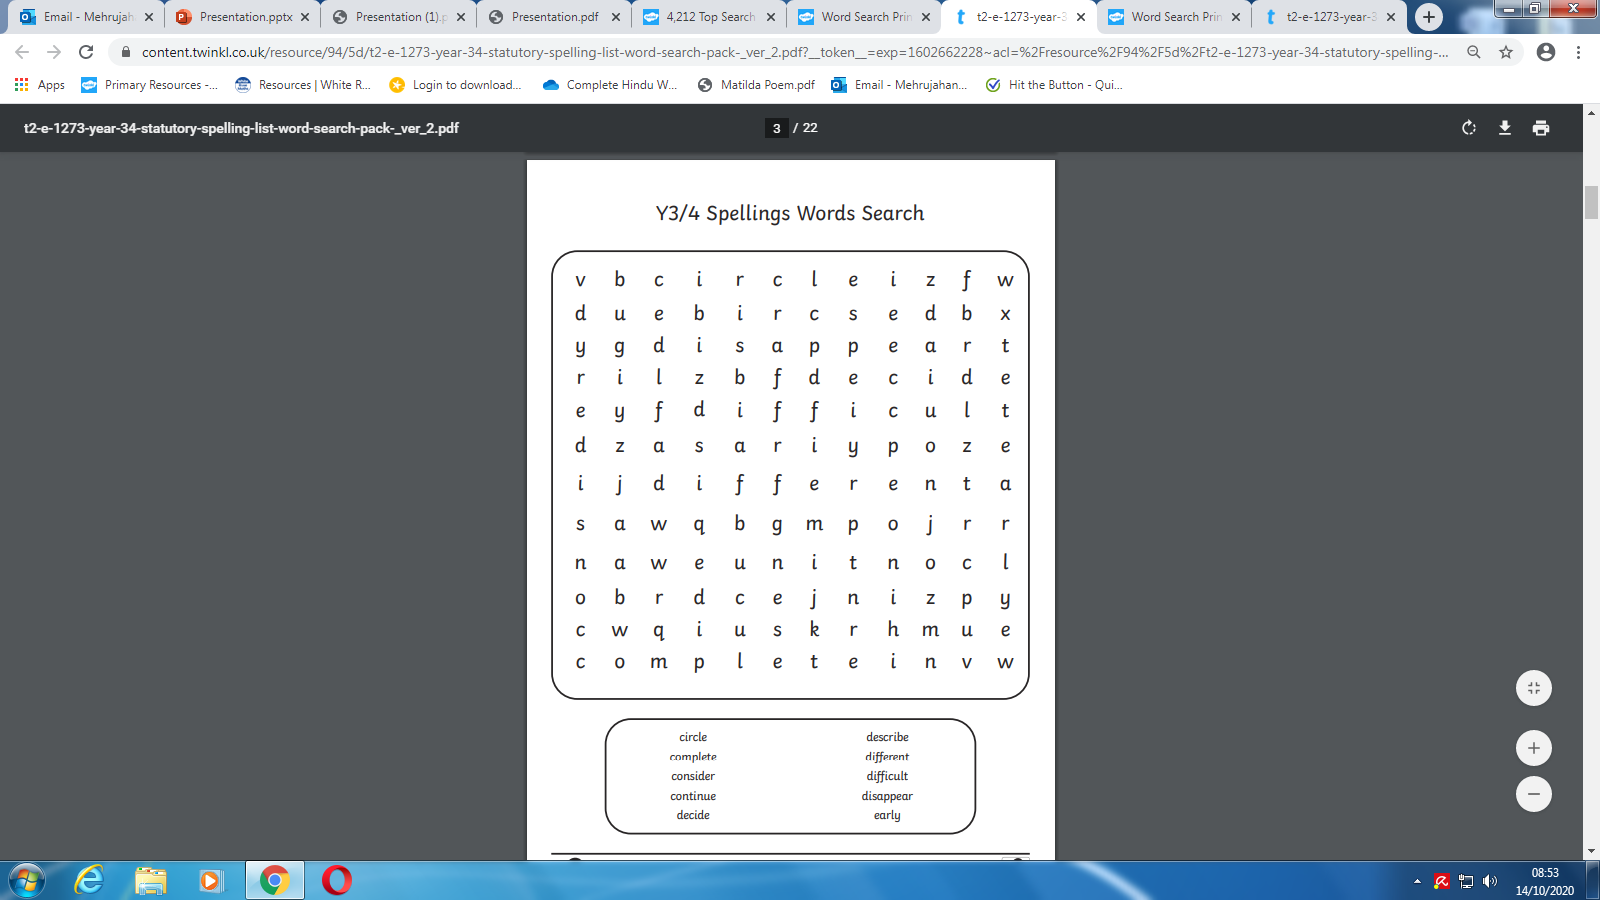 Email - Mehrujah
Presentation.pptx
Presentation (1).p
Presentation.pdf
4,212 Top Search
Word Search Prin
t2-e-1273-year-3
Word Search Prin
t2-e-1273-year-3
content.twinkl.co.uk/resource/94/5d/t2-e-1273-year-34-statutory-spelling-list-word-search-pack-_ver_2.pdf?__token__=exp=1602662228~acl=%2Fresource%2F94%2F5d%2Ft2-e-1273-year-34-statutory-spelling-...
Apps
Primary Resources -...
Resources | White R...
Login to download...
Complete Hindu W...
Matilda Poem.pdf
Email - Mehrujahan...
Hit the Button - Qui...
t2-e-1273-year-34-statutory-spelling-list-word-search-pack-_ver_2.pdf
3 / 22
Y3/4 Spellings Words Search
v b c i r c l e i z f w
d u e b i r c s e d b x
y g d i s a p p e a r t
r i l z b f d e c i d e
e y f d i f f i c u l t
d z a s a r i y p o z e
i j d i f f e r e n t a
s a w q b g m p o j r r
n a w e u n i t n o c l
o b r d c e j n i z p y
c w q i u s k r h m u e
c o m p l e t e i n v w
circle describe
complete different
consider difficult
continue disappear
decide early
08:53
14/10/2020